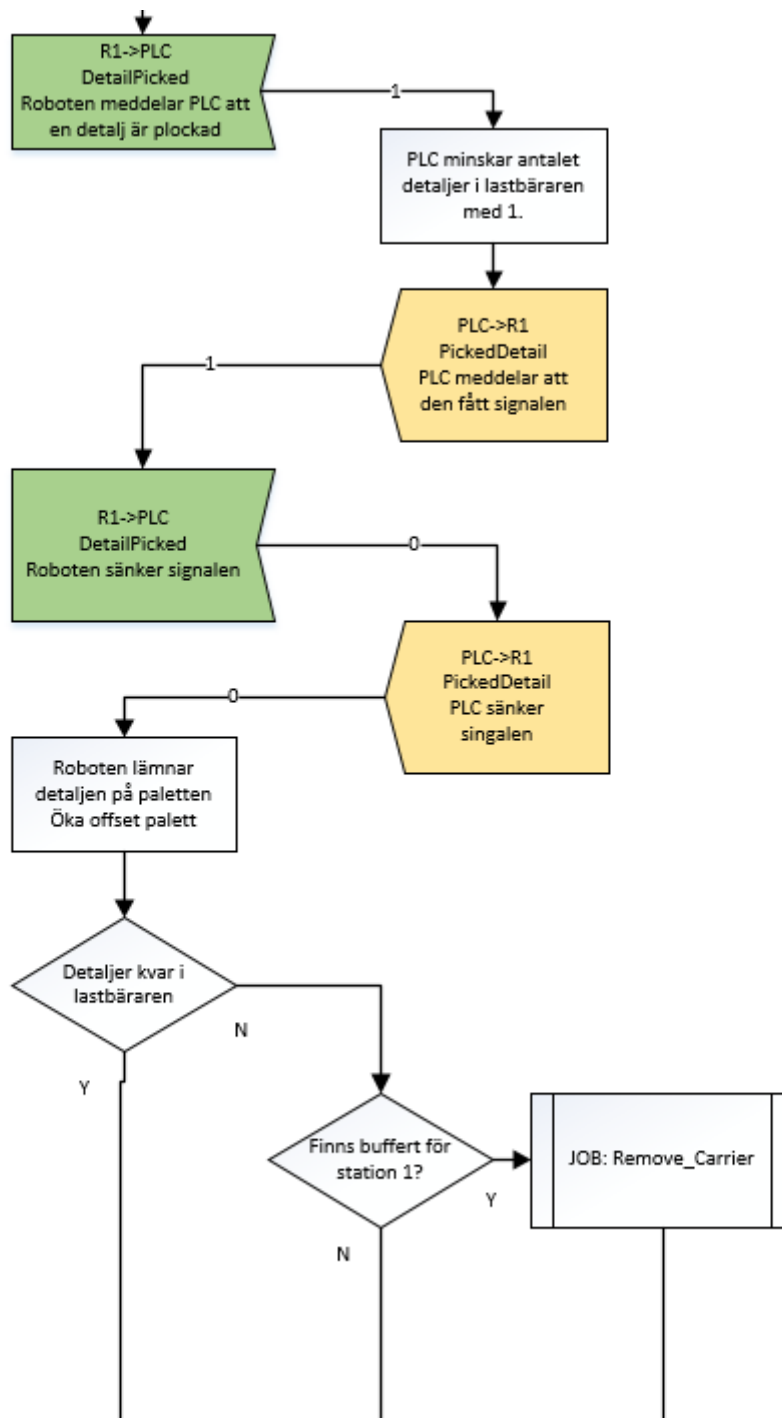 R1->PLC
DetailPicked
Roboten meddelar PLC att
en detalj är plockad
1
PLC minskar antalet
detaljer i lastbäraren
med 1.
PLC->R1
PickedDetail
PLC meddelar att
den fått signalen
1
R1->PLC
DetailPicked
Roboten sänker signalen
0
PLC->R1
PickedDetail
PLC sänker
singalen
0
Roboten lämnar
detaljen på paletten
Öka offset palett
Detaljer kvar i
lastbäraren
N
Y
Finns buffert för
station 1?
Y
N
JOB: Remove_Carrier